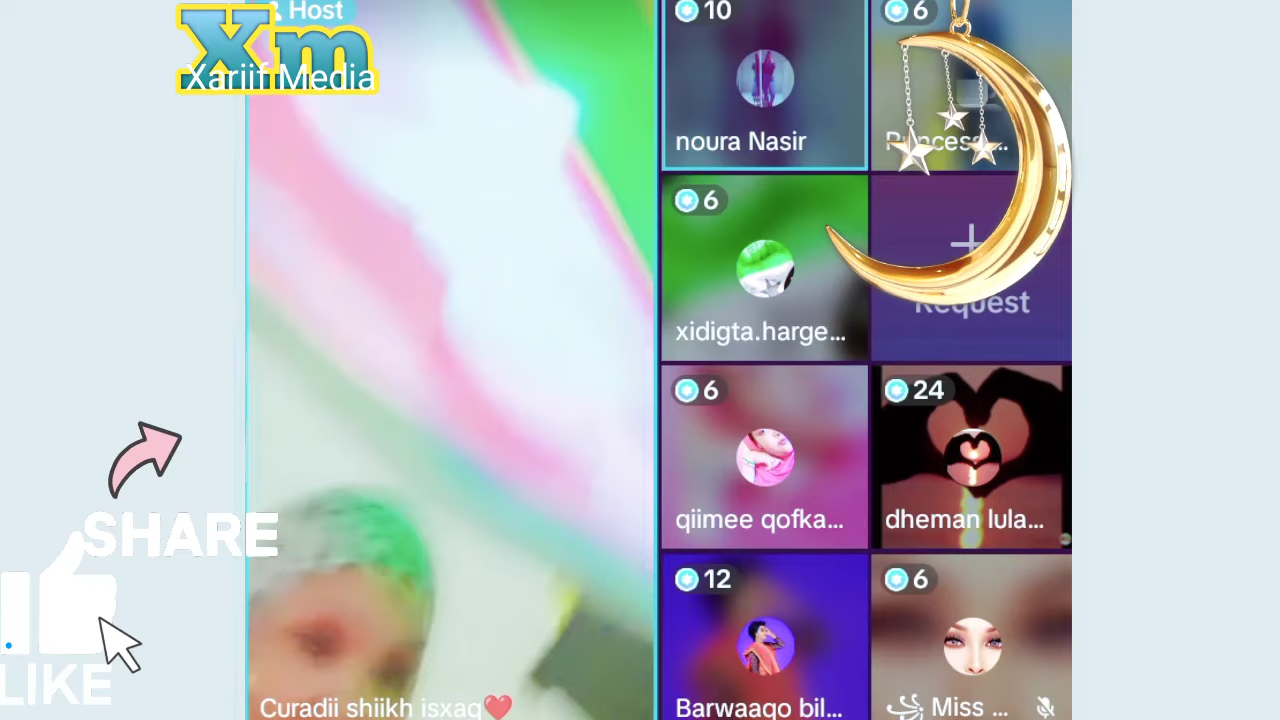 Host
Xm
Xariif Media
10
noura Nasir
6
6
xidigta.harge...
Request
6
qiimee qofka...
24
dheman lula...
12
Barwaaqo bil...
6
Miss ...
SHARE
LIKE
Curadii shiikh isxaq❤️